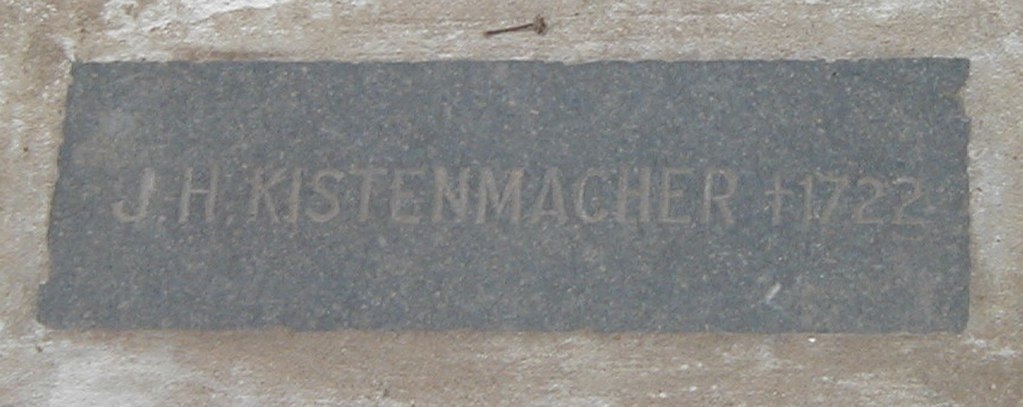 J.H. KISTENMACHER †1722